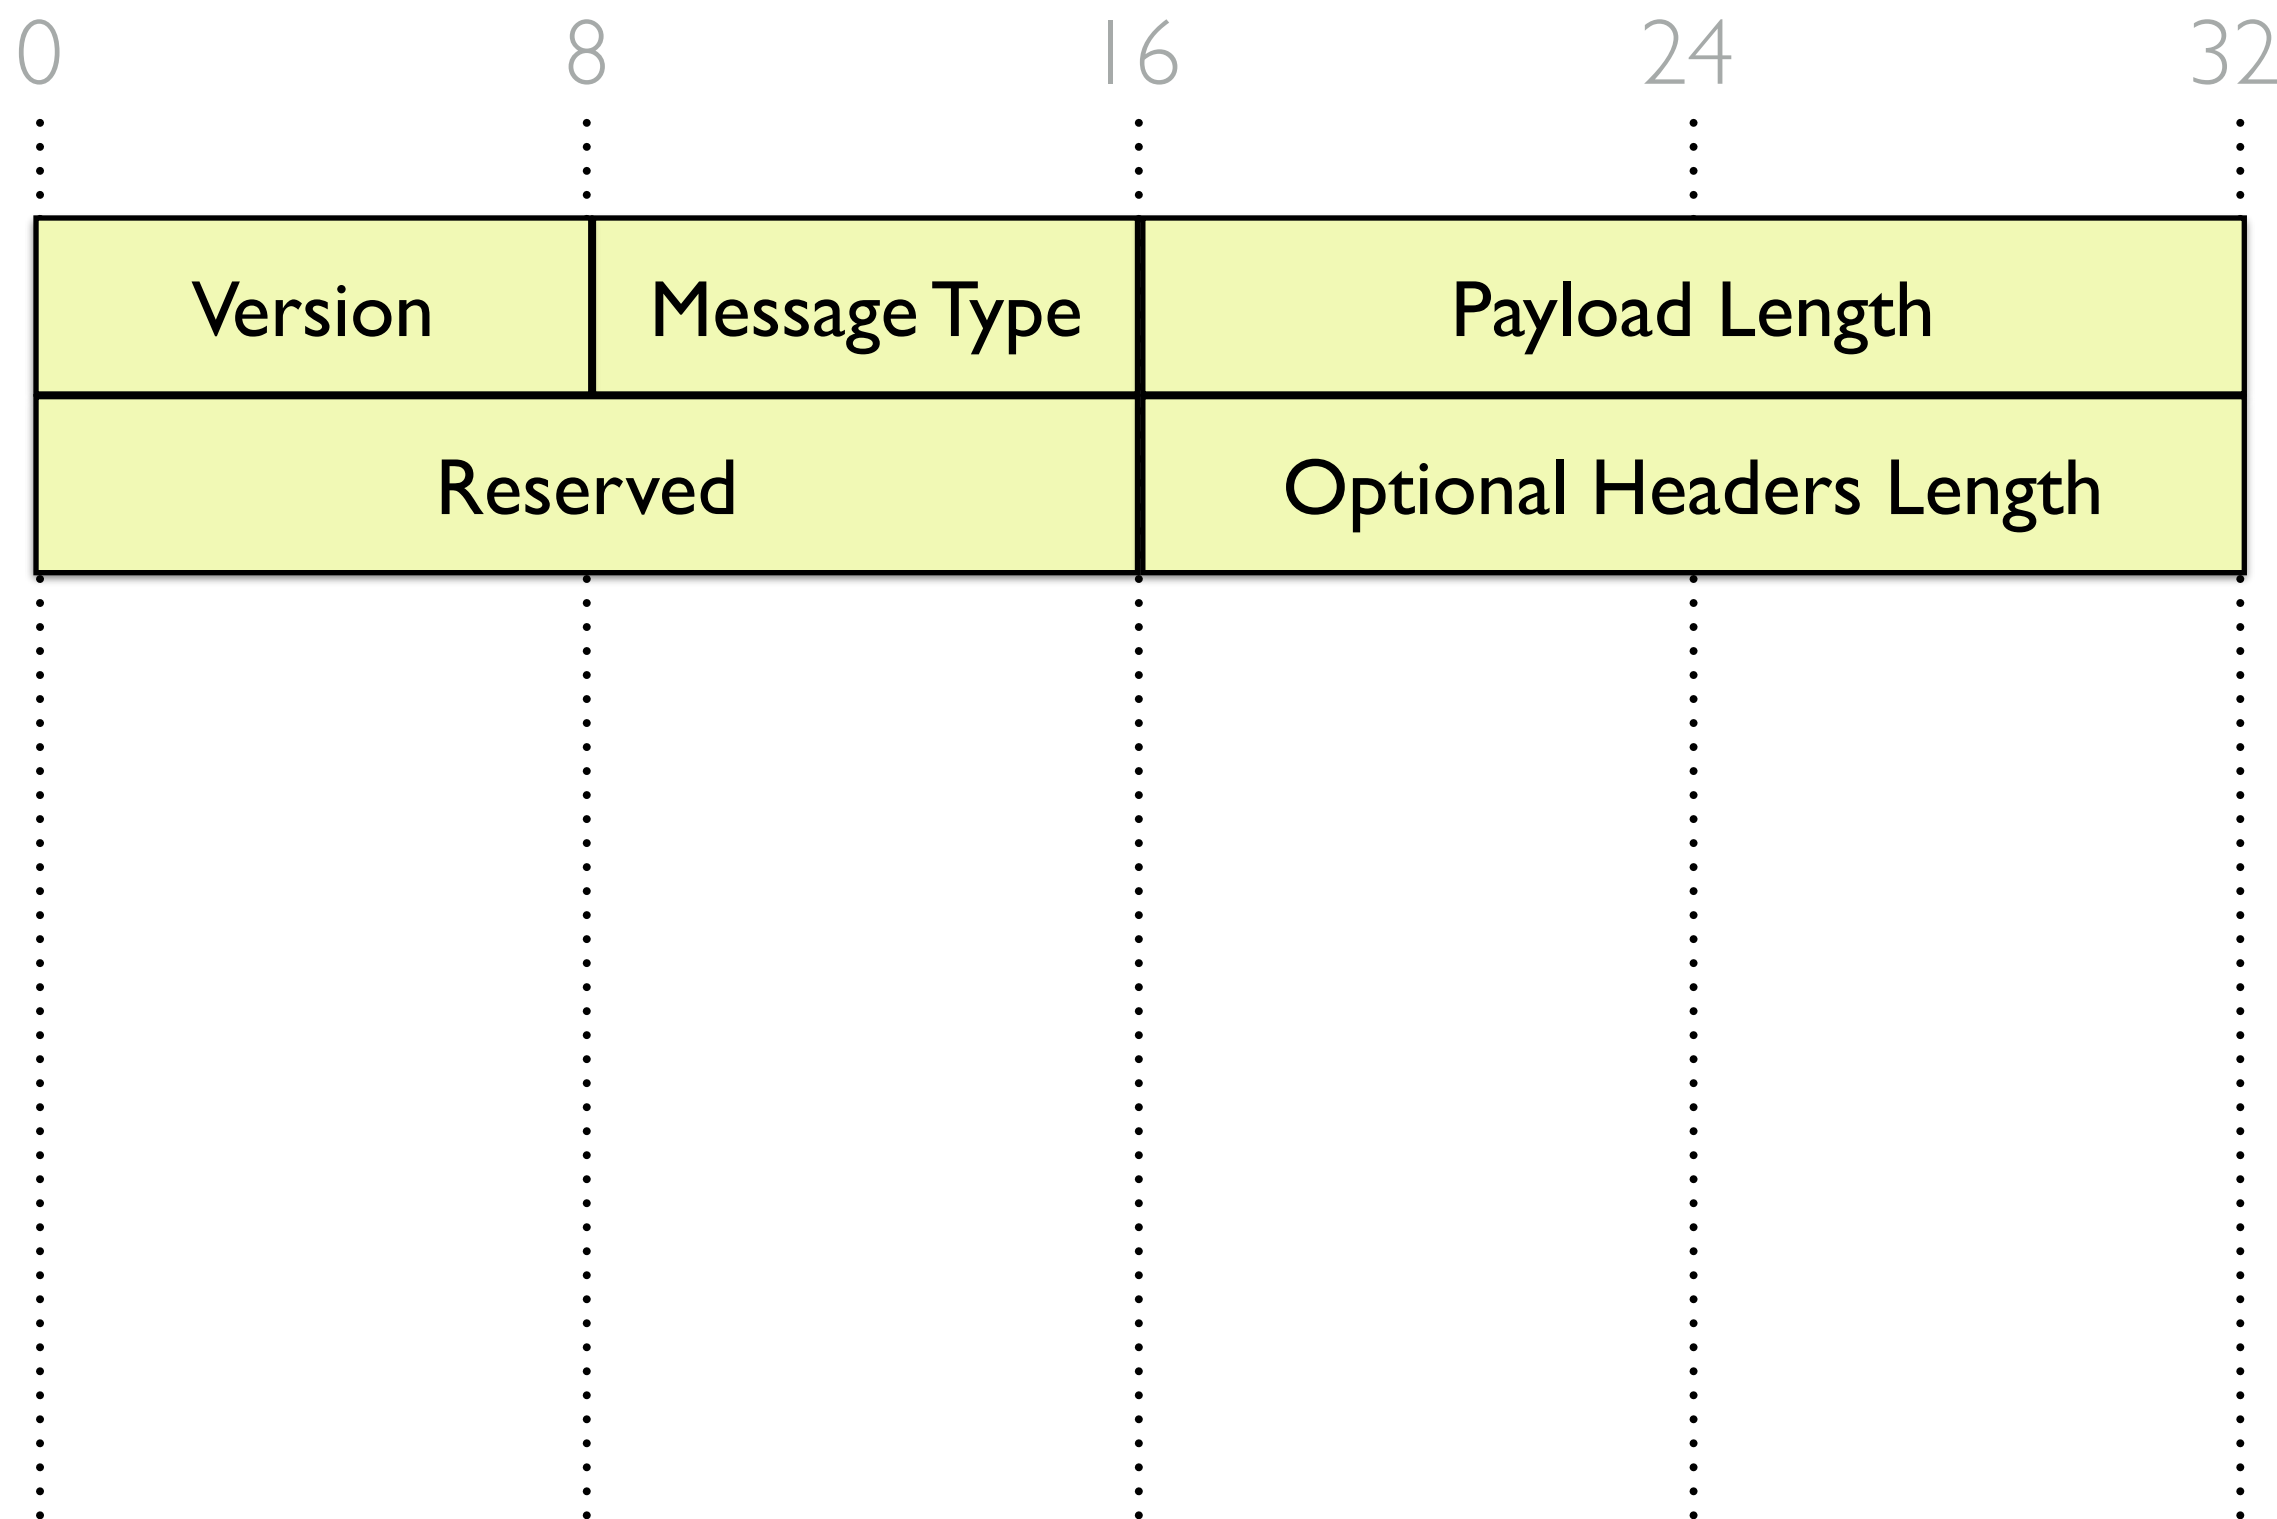 0 8 16 24 32
Version Message Type Payload Length
Reserved Optional Headers Length